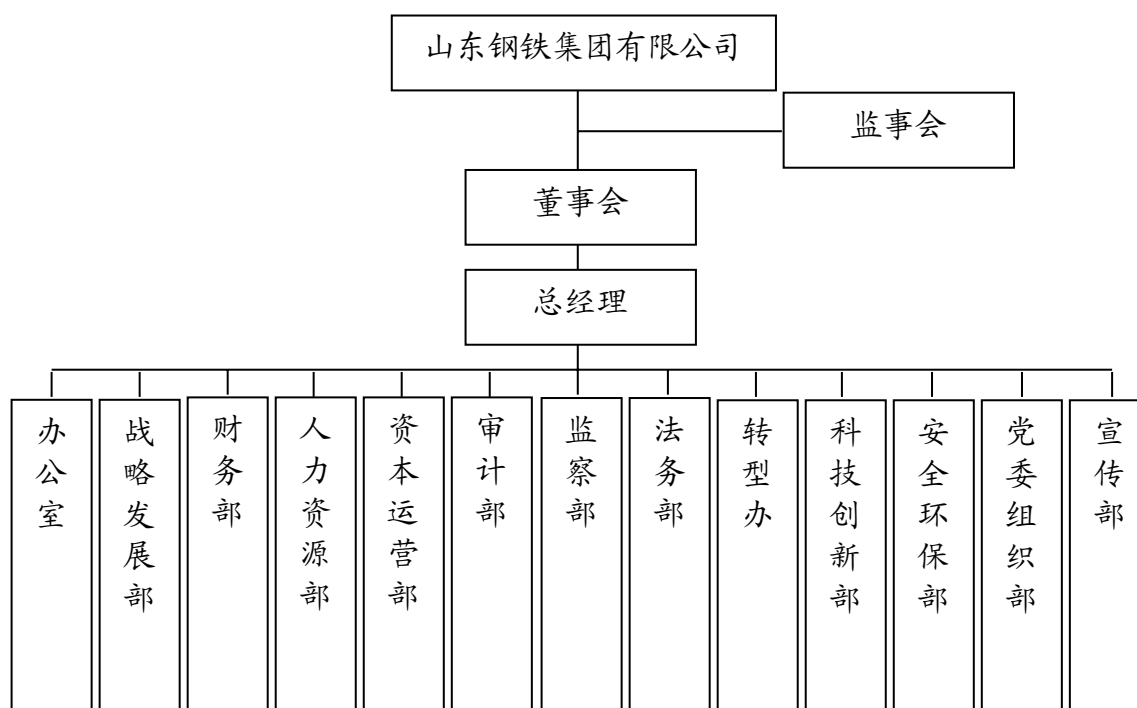 山东钢铁集团有限公司
监事会
董事会
总经理
办公室
战略发展部
财务部
人力资源部
资本运营部
审计部
监察部
法务部
转型办
科技创新部
安全环保部
党委组织部
宣传部